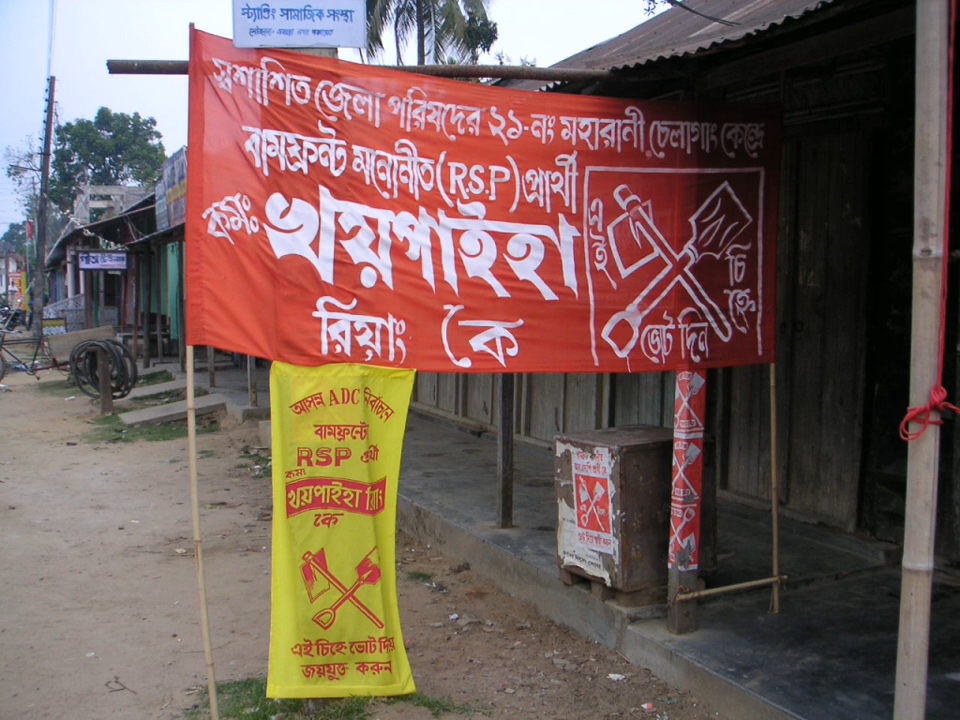 স্ট্যান্ডিং সামাজিক সংস্থা
স্বশাসিত জেলা পরিষদের ২১-নং মহারানী চেলাগাং কেন্দ্রে
বামফ্রন্ট মনোনীত (R.S.P) প্রার্থী
কমঃ খয়পাইহা
রিয়াং কে
এই চিহ্নে
ভোট দিন
আসন্ন ADC নির্বাচনে
বামফ্রন্টের
RSP প্রার্থী
কমঃ
খয়পাইহা রিয়াং
কে
এই চিহ্নে ভোট দিয়ে
জয়যুক্ত করুন